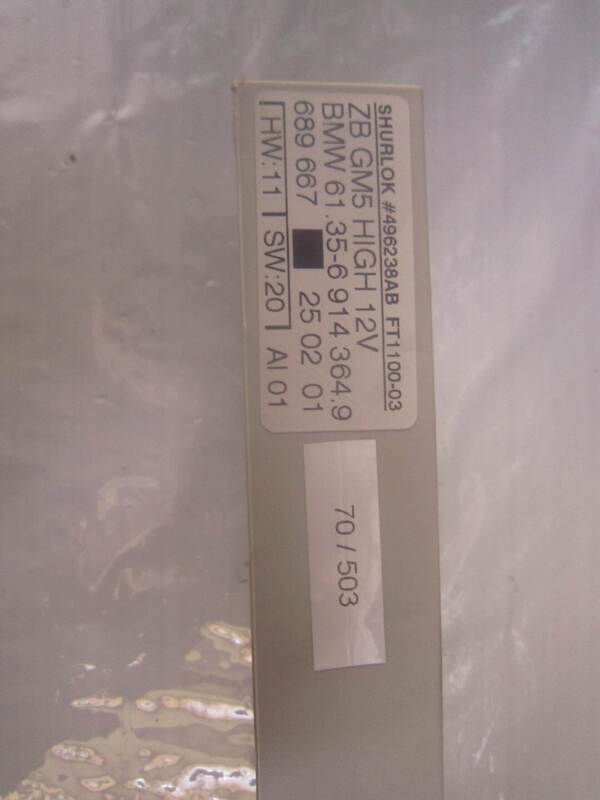 SHURLOK #496238AB FT1100-03
ZB GM5 HIGH 12V
BMW 61.35-6 914 364.9
689 667 25 02 01
HW:11 SW:20 AI 01
70 / 503